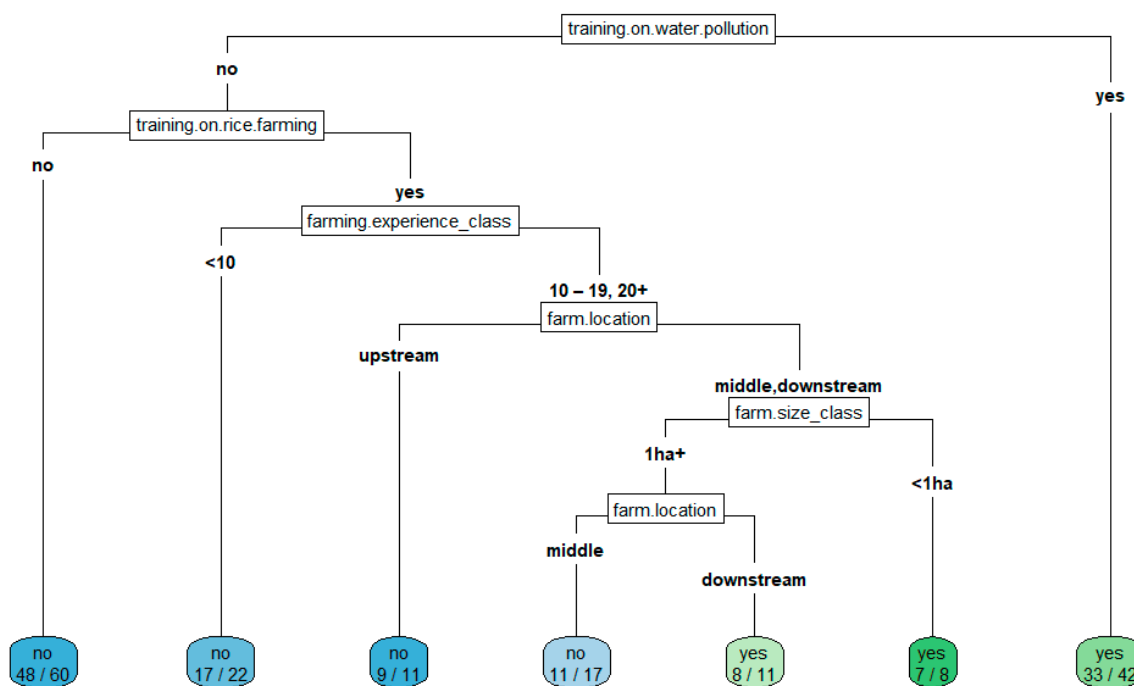 training.on.water.pollution
no
yes
training.on.rice.farming
no
yes
farming.experience_class
<10
10 – 19, 20+
farm.location
upstream
middle,downstream
farm.size_class
1ha+
<1ha
farm.location
middle
downstream
no
48 / 60
no
17 / 22
no
9 / 11
no
11 / 17
yes
8 / 11
yes
7 / 8
yes
33 / 42